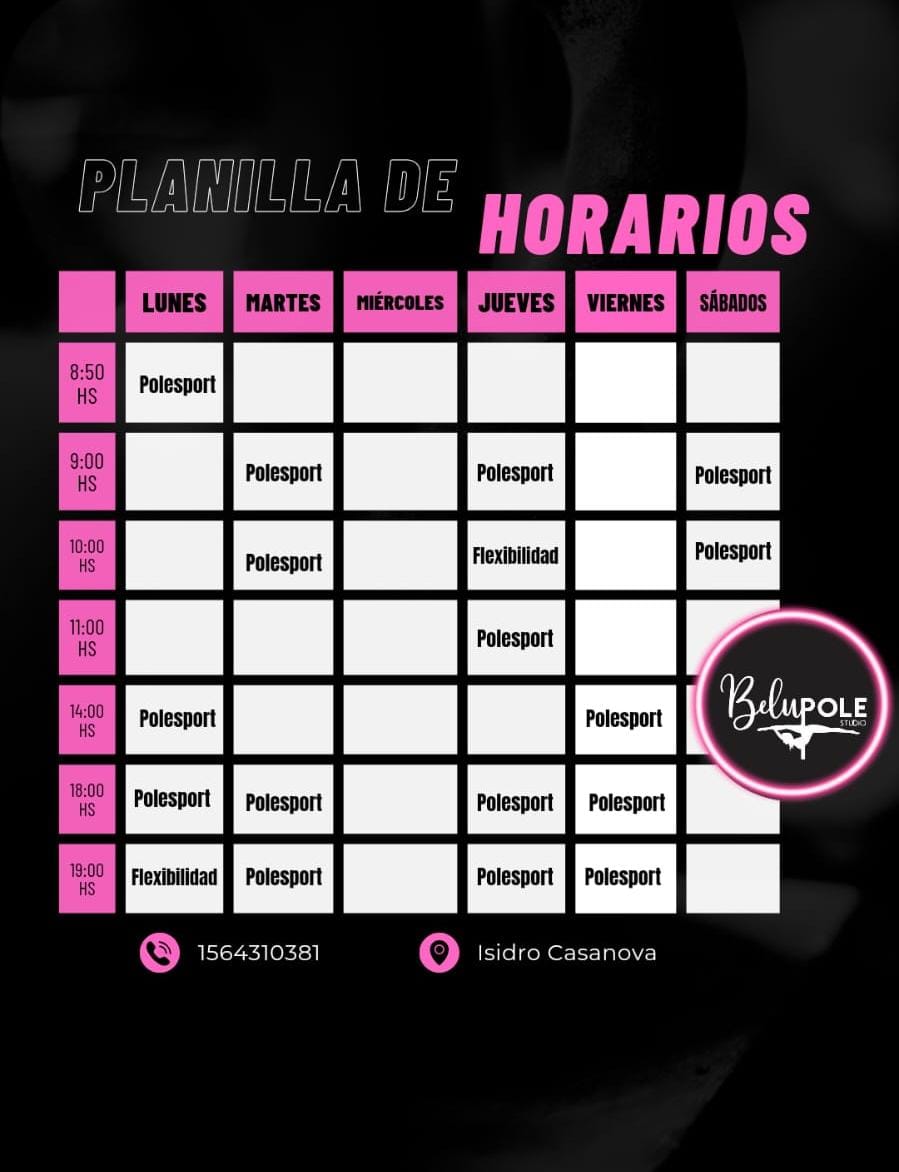 PLANILLA DE
HORARIOS
LUNES MARTES MIÉRCOLES JUEVES VIERNES SÁBADOS
8:50 HS Polesport
9:00 HS Polesport Polesport Polesport
10:00 HS Polesport Flexibilidad Polesport
11:00 HS Polesport
14:00 HS Polesport Polesport
BeluPOLE
STUDIO
18:00 HS Polesport Polesport Polesport Polesport
19:00 HS Flexibilidad Polesport Polesport Polesport
1564310381 Isidro Casanova